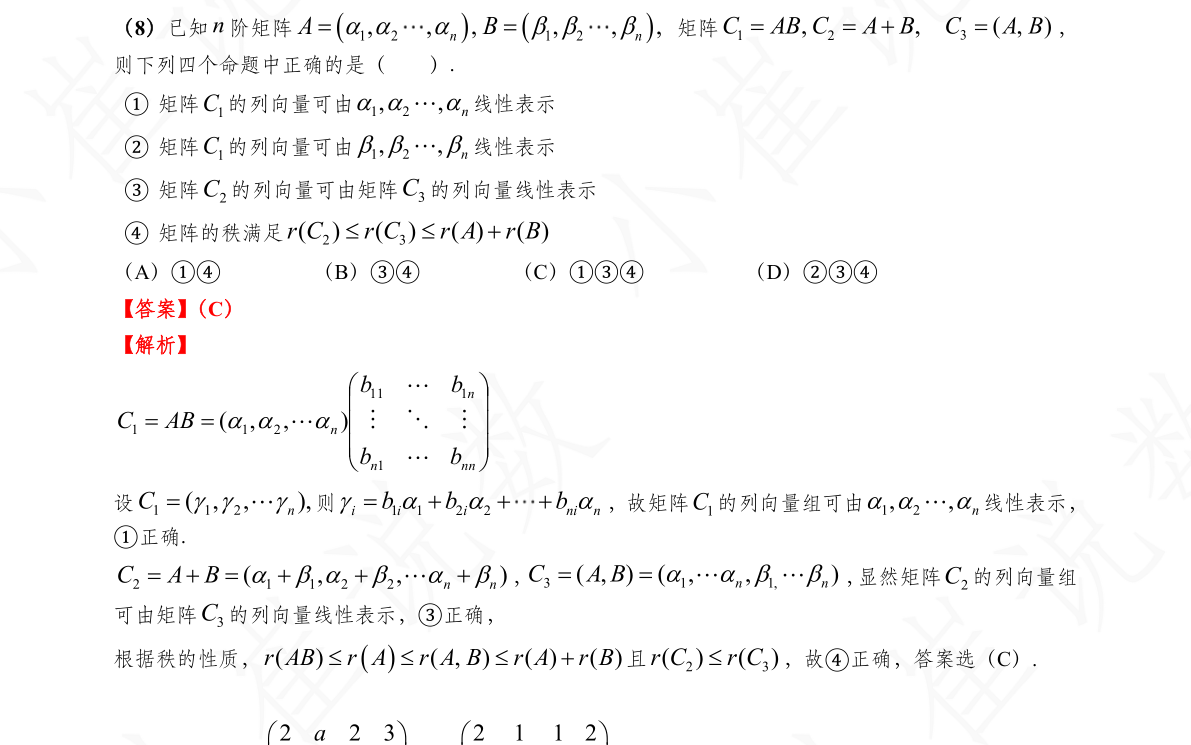 （8）已知 n 阶矩阵 A = (α₁,α₂ ⋯,αₙ), B = (β₁,β₂ ⋯,βₙ), 矩阵 C₁ = AB, C₂ = A + B, C₃ = (A, B)，
则下列四个命题中正确的是（ ）.
① 矩阵 C₁ 的列向量可由 α₁,α₂ ⋯,αₙ 线性表示
② 矩阵 C₁ 的列向量可由 β₁,β₂ ⋯,βₙ 线性表示
③ 矩阵 C₂ 的列向量可由矩阵 C₃ 的列向量线性表示
④ 矩阵的秩满足 r(C₂) ≤ r(C₃) ≤ r(A) + r(B)
（A）①④ （B）③④ （C）①③④ （D）②③④
【答案】（C）
【解析】
C₁ = AB = (α₁,α₂,⋯αₙ) (b₁₁ ⋯ b₁ₙ
⋮ ⋱ ⋮
bₙ₁ ⋯ bₙₙ)
设 C₁ = (γ₁,γ₂,⋯γₙ), 则 γᵢ = b₁ᵢα₁ + b₂ᵢα₂ + ⋯ + bₙᵢαₙ，故矩阵 C₁ 的列向量组可由 α₁,α₂ ⋯,αₙ 线性表示，
①正确.
C₂ = A + B = (α₁ + β₁,α₂ + β₂,⋯αₙ + βₙ)，C₃ = (A, B) = (α₁,⋯αₙ,β₁,⋯βₙ)，显然矩阵 C₂ 的列向量组
可由矩阵 C₃ 的列向量线性表示，③正确，
根据秩的性质，r(AB) ≤ r(A) ≤ r(A, B) ≤ r(A) + r(B) 且 r(C₂) ≤ r(C₃)，故④正确，答案选（C）.
(2 a 2 3) (2 1 1 2)
小崔说数